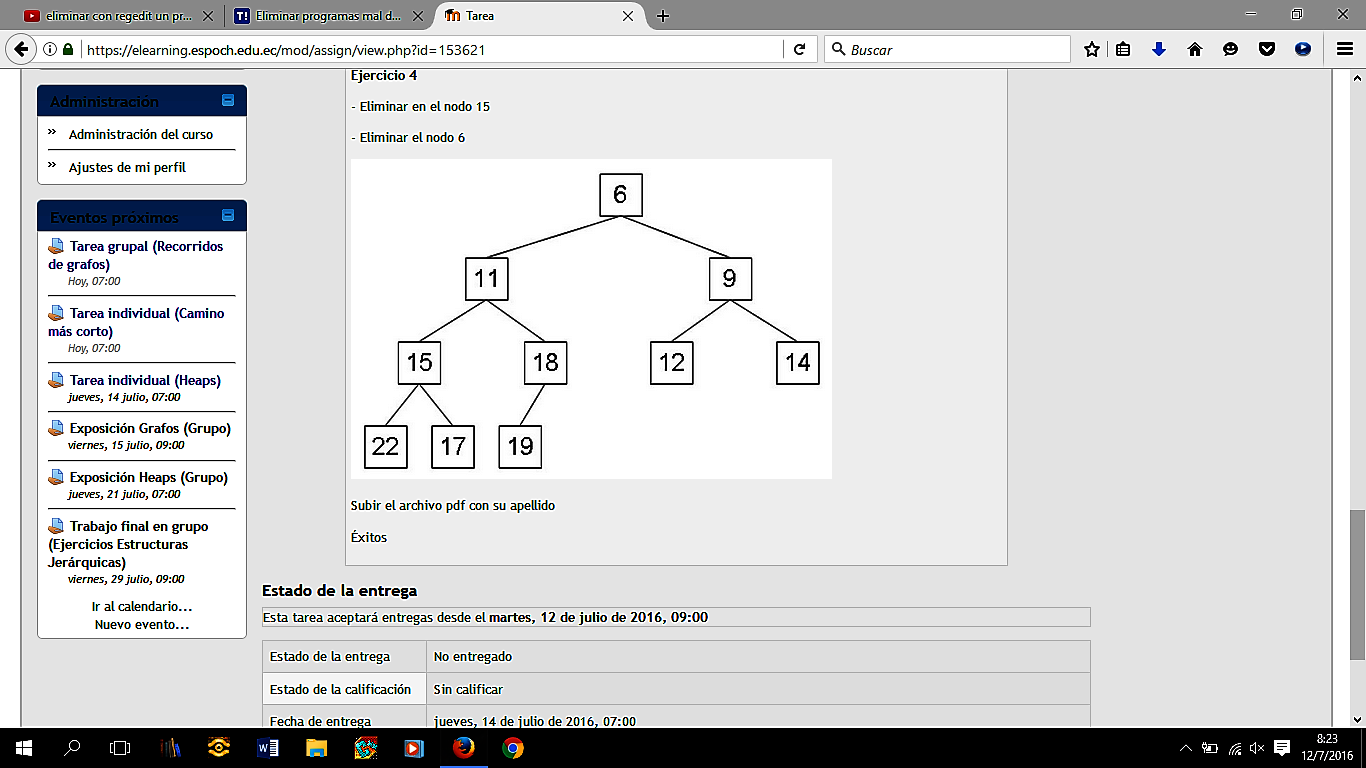 eliminar con regedit un pr...
Eliminar programas mal d...
Tarea
https://elearning.espoch.edu.ec/mod/assign/view.php?id=153621
Buscar
Administración
Administración del curso
Ajustes de mi perfil
Eventos próximos
Tarea grupal (Recorridos
de grafos)
Hoy, 07:00
Tarea individual (Camino
más corto)
Hoy, 07:00
Tarea individual (Heaps)
jueves, 14 julio, 07:00
Exposición Grafos (Grupo)
viernes, 15 julio, 09:00
Exposición Heaps (Grupo)
jueves, 21 julio, 07:00
Trabajo final en grupo
(Ejercicios Estructuras
Jerárquicas)
viernes, 29 julio, 09:00
Ir al calendario...
Nuevo evento...
Ejercicio 4
- Eliminar en el nodo 15
- Eliminar el nodo 6
6
11 9
15 18 12 14
22 17 19
Subir el archivo pdf con su apellido
Éxitos
Estado de la entrega
Esta tarea aceptará entregas desde el martes, 12 de julio de 2016, 09:00
Estado de la entrega No entregado
Estado de la calificación Sin calificar
Fecha de entrega jueves, 14 de julio de 2016, 07:00
8:23
12/7/2016